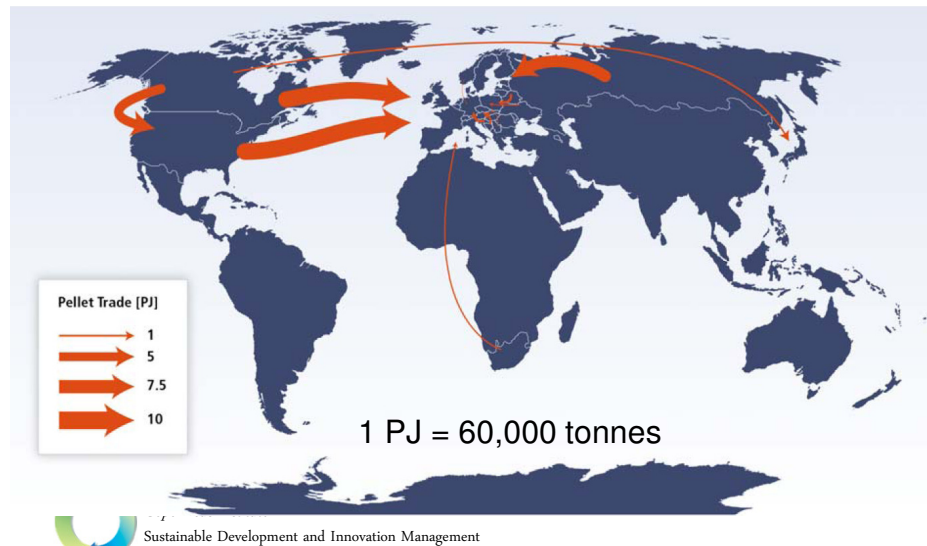 Pellet Trade [PJ]
1
5
7.5
10
1 PJ = 60,000 tonnes
Sustainable Development and Innovation Management